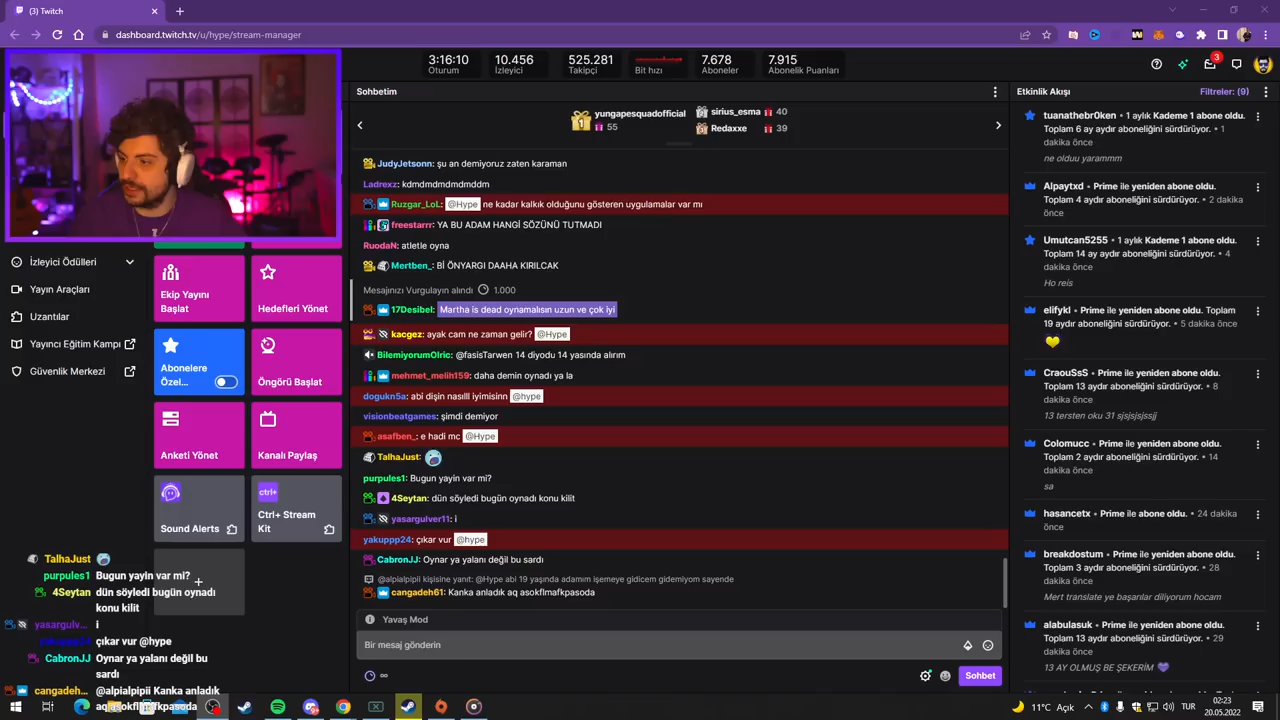 (3) Twitch
dashboard.twitch.tv/u/hype/stream-manager
3:16:10
Oturum
10.456
İzleyici
525.281
Takipçi
Bit hızı
7.678
Aboneler
7.915
Abonelik Puanları
3
İzleyici Ödülleri
Yayın Araçları
Uzantılar
Yayıncı Eğitim Kampı
Güvenlik Merkezi
Ekip Yayını
Başlat
Hedefleri Yönet
Abonelere
Özel...
Öngörü Başlat
Anketi Yönet
Kanalı Paylaş
Sound Alerts
ctrl+
Ctrl+ Stream
Kit
TalhaJust
purpules1 Bugun yayin var mi?
4Seytan dün söyledi bugün oynadı
konu kilit
yasargulv... i
yakuppp24 çıkar vur @hype
CabronJJ Oynar ya yalanı değil bu
sardı
cangadeh... @alpialpipii Kanka anladık
aq asokflmafkpasoda
Sohbetim
1
yungapesquadofficial
55
sirius_esma 40
Redaxxe 39
JudyJetsonn: şu an demiyoruz zaten karaman
Ladrexz: kdmdmdmdmdmddm
Ruzgar_LoL: @Hype ne kadar kalkık olduğunu gösteren uygulamalar var mı
freestarrr: YA BU ADAM HANGİ SÖZÜNÜ TUTMADI
RuodaN: atletle oyna
Mertben_: Bİ ÖNYARGI DAAHA KIRILCAK
Mesajınızı Vurgulayın alındı 1.000
17Desibel: Martha is dead oynamalısın uzun ve çok iyi
kacgez: ayak cam ne zaman gelir? @Hype
BilemiyorumOlric: @fasisTarwen 14 diyodu 14 yasında alırım
mehmet_melih159: daha demin oynadı ya la
dogukn5a: abi dişin nasılll iyimisinn @hype
visionbeatgames: şimdi demiyor
asafben_: e hadi mc @Hype
TalhaJust:
purpules1: Bugun yayin var mi?
4Seytan: dün söyledi bugün oynadı konu kilit
yasargulver11: i
yakuppp24: çıkar vur @hype
CabronJJ: Oynar ya yalanı değil bu sardı
@alpialpipii kişisine yanıt: @Hype abi 19 yaşında adamım işemeye gidicem gidemiyom sayende
cangadeh61: Kanka anladık aq asokflmafkpasoda
Yavaş Mod
Bir mesaj gönderin
∞
Sohbet
Etkinlik Akışı
Filtreler: (9)
tuanathebr0ken • 1 aylık Kademe 1 abone oldu.
Toplam 6 ay aydır aboneliğini sürdürüyor. • 1
dakika önce
ne olduu yarammm
Alpaytxd • Prime ile yeniden abone oldu.
Toplam 4 aydır aboneliğini sürdürüyor. • 2 dakika
önce
Umutcan5255 • 1 aylık Kademe 1 abone oldu.
Toplam 14 ay aydır aboneliğini sürdürüyor. • 4
dakika önce
Ho reis
elifykl • Prime ile yeniden abone oldu. Toplam
19 aydır aboneliğini sürdürüyor. • 5 dakika önce
CraouSsS • Prime ile yeniden abone oldu.
Toplam 13 aydır aboneliğini sürdürüyor. • 8
dakika önce
13 tersten oku 31 sjsjsjsjssjj
Colomucc • Prime ile yeniden abone oldu.
Toplam 2 aydır aboneliğini sürdürüyor. • 14
dakika önce
sa
hasancetx • Prime ile abone oldu. • 24 dakika
önce
breakdostum • Prime ile yeniden abone oldu.
Toplam 3 aydır aboneliğini sürdürüyor. • 28
dakika önce
Mert translate ye başarılar diliyorum hocam
alabulasuk • Prime ile yeniden abone oldu.
Toplam 13 aydır aboneliğini sürdürüyor. • 29
dakika önce
13 AY OLMUŞ BE ŞEKERİM
11°C Açık
TUR
02:23
20.05.2022